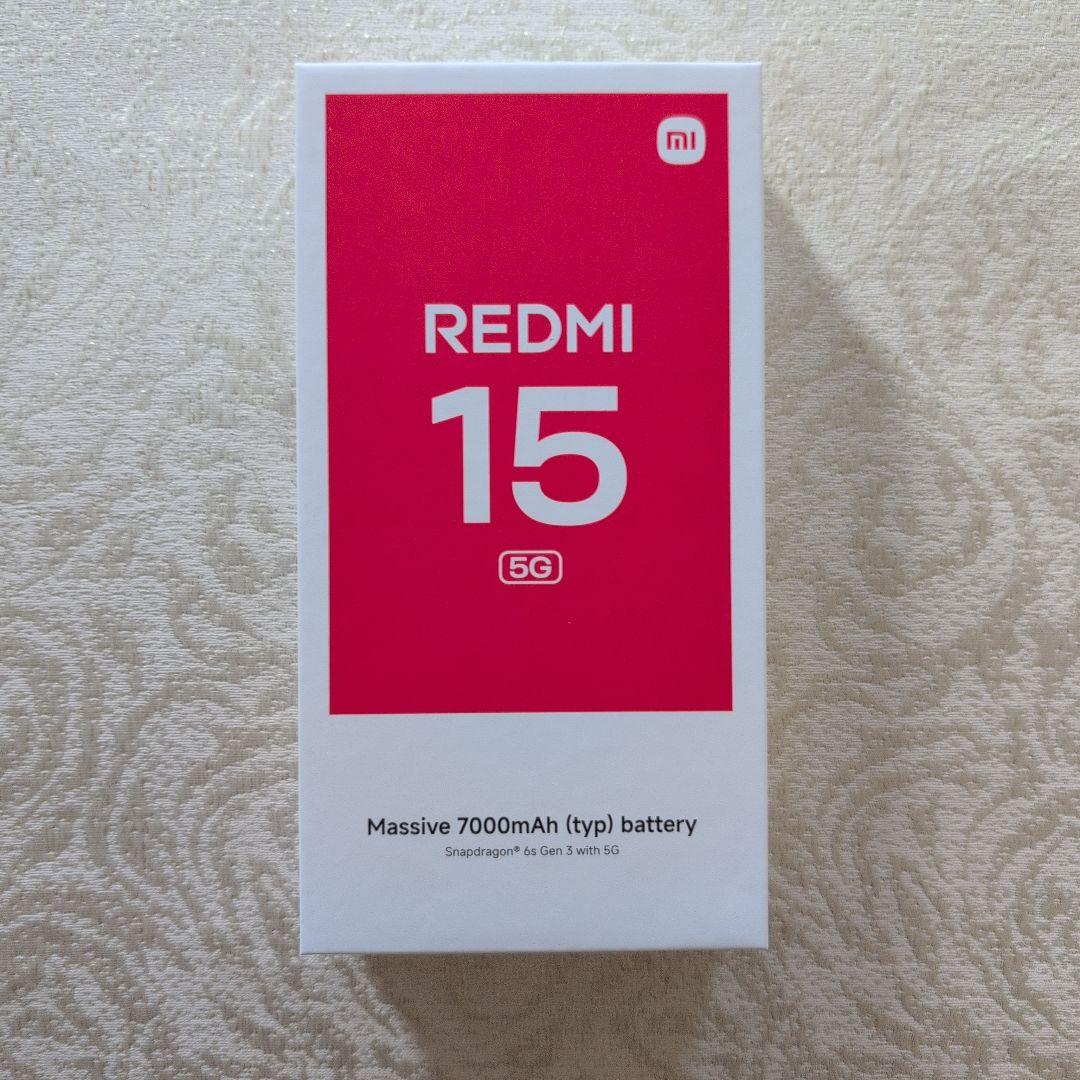 mi
REDMI
15
5G
Massive 7000mAh (typ) battery
Snapdragon® 6s Gen 3 with 5G